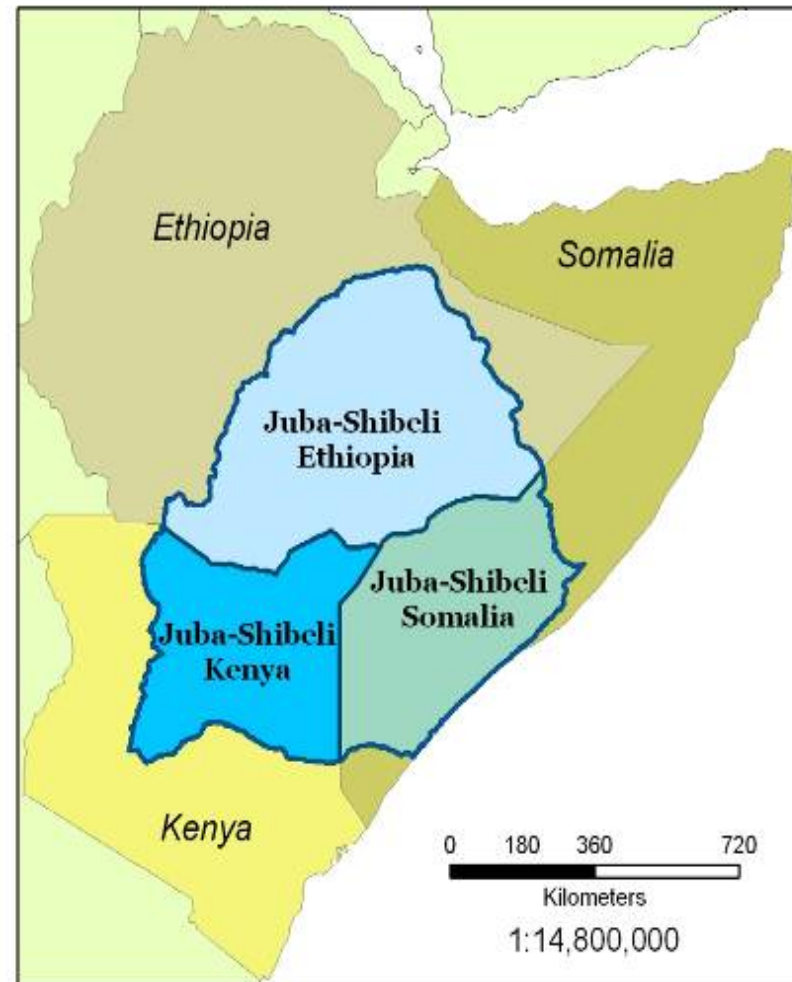 Ethiopia
Somalia
Juba-Shibeli
Ethiopia
Juba-Shibeli
Somalia
Juba-Shibeli
Kenya
Kenya
0 180 360 720
Kilometers
1:14,800,000